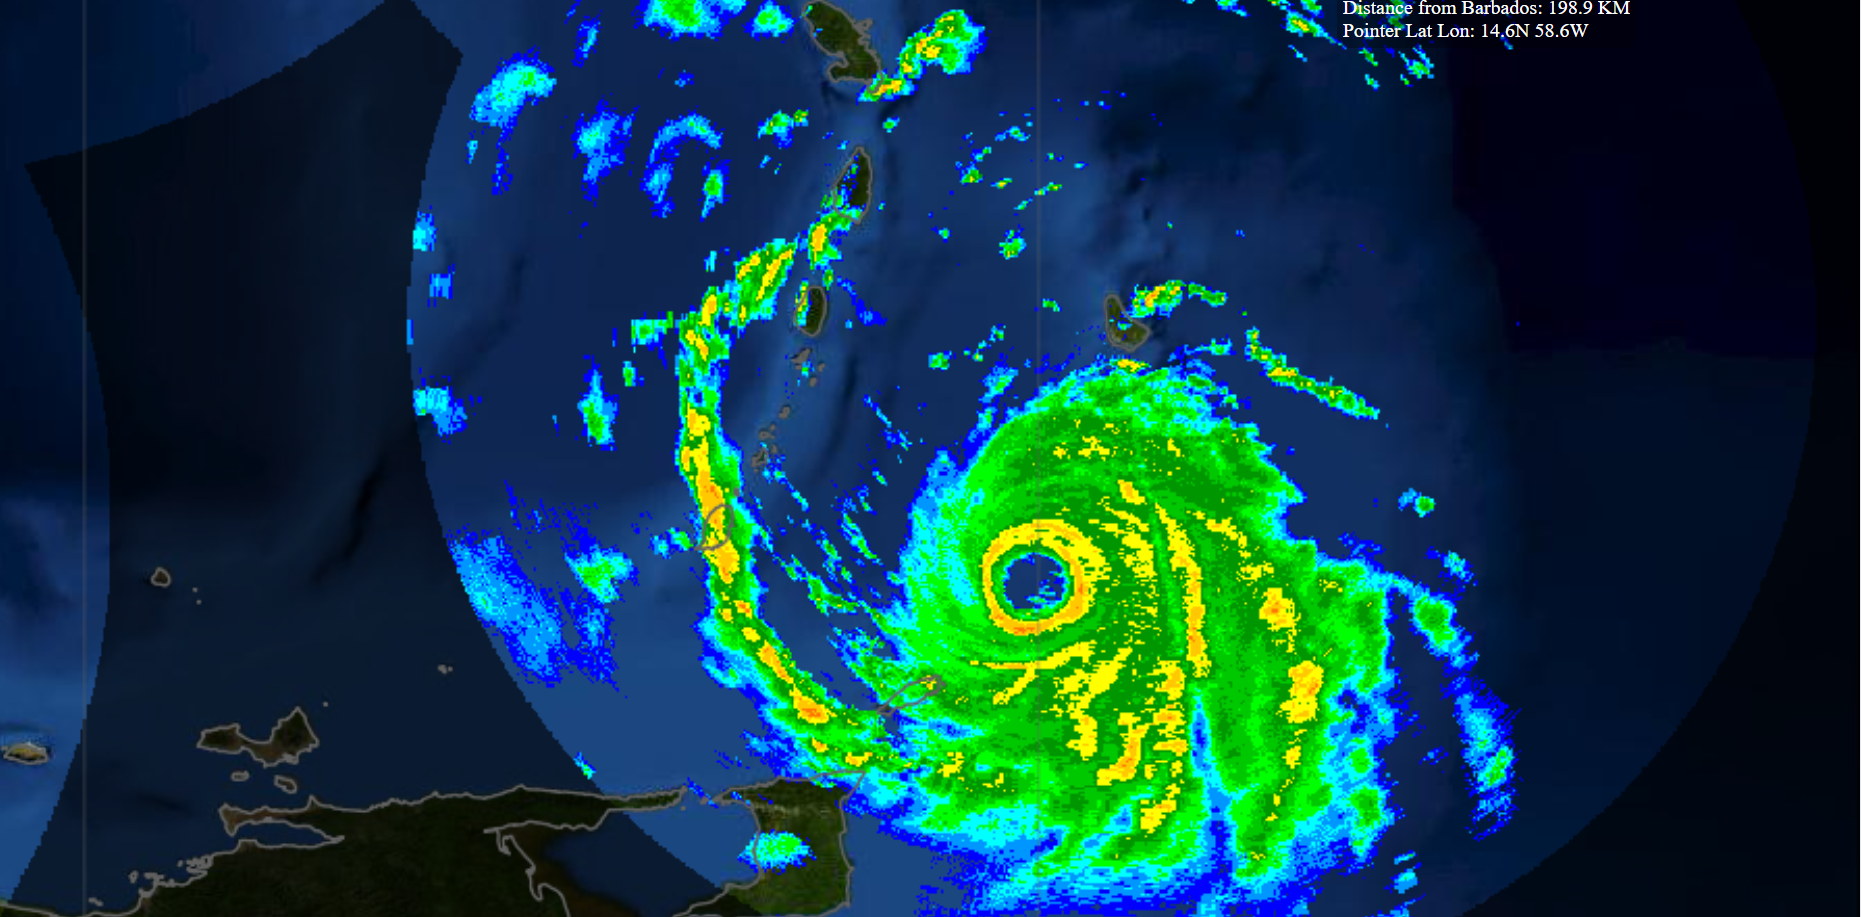 Distance from Barbados: 198.9 KM
Pointer Lat Lon: 14.6N 58.6W